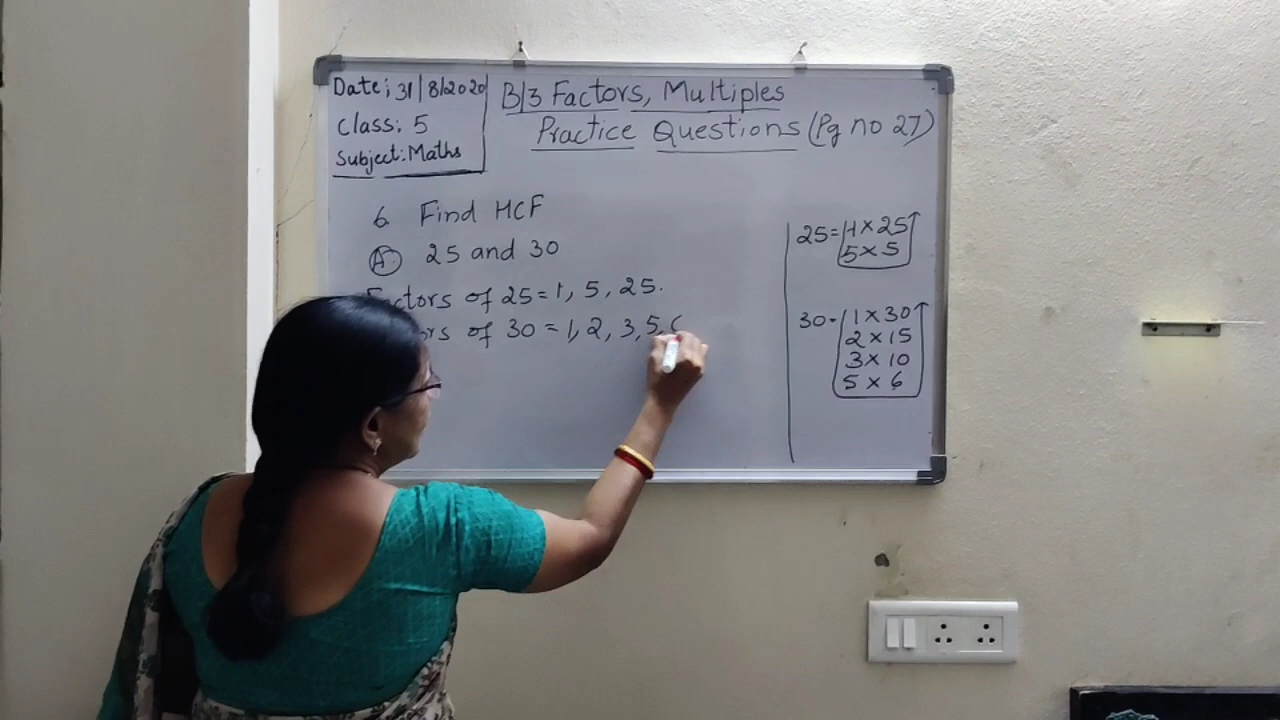 Date; 31/8/2020
Class: 5
Subject: Maths
B/3 Factors, Multiples
Practice Questions (Pg no 27)
6 Find HCF
A 25 and 30
Factors of 25 = 1, 5, 25.
of 30 = 1, 2, 3, 5, 6
25 = 1 x 25
5 x 5
30 = 1 x 30
2 x 15
3 x 10
5 x 6